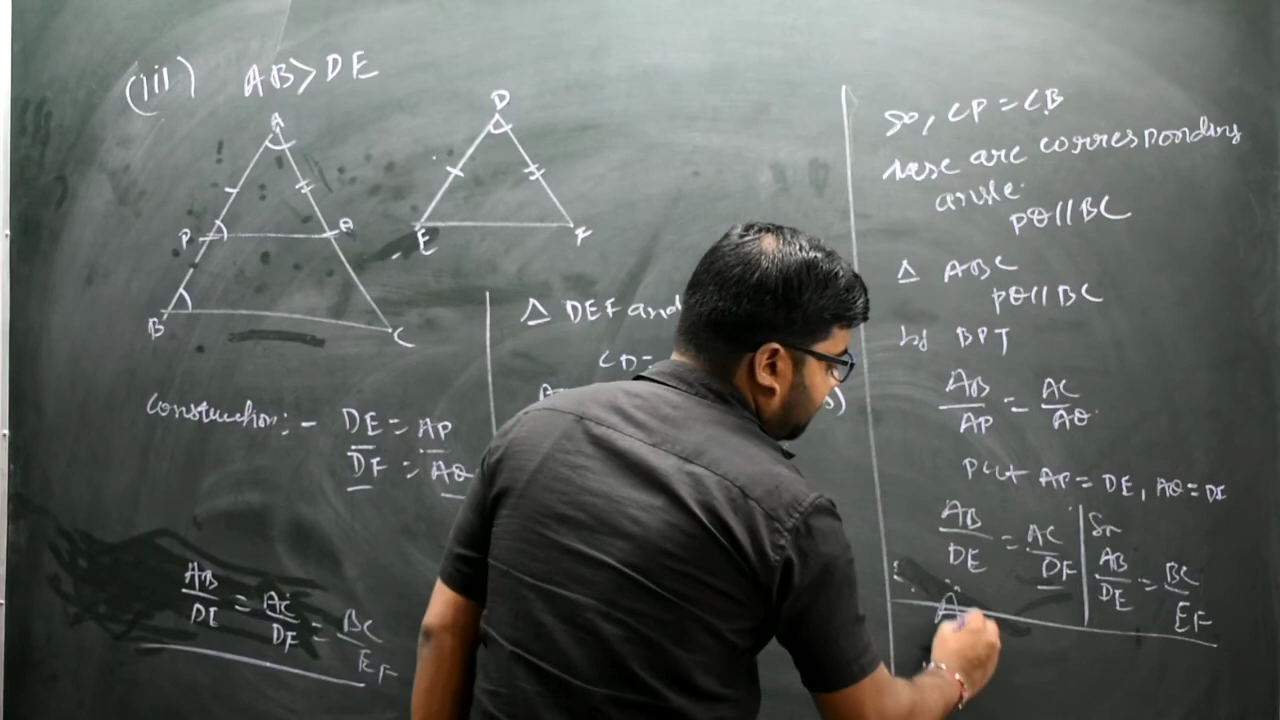 (iii) AB > DE
A
P Q
B C
D
E F
Construction :- DE = AP
DF = AQ
AB/DE = AC/DF = BC/EF
Δ DEF and
∠D =
So, ∠P = ∠B
these are corresponding
angle.
PQ || BC
Δ ABC
PQ || BC
by BPT
AB/AP = AC/AQ
Put AP = DE, AQ = DF
AB/DE = AC/DF
AB/DE = BC/EF
A